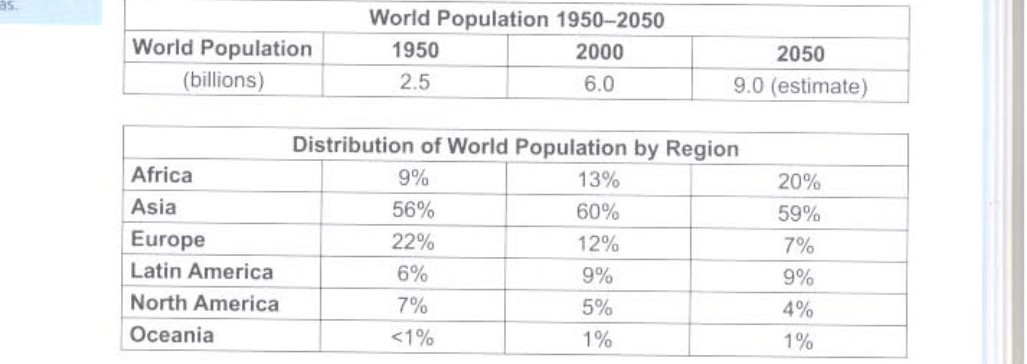 as.
World Population 1950–2050
World Population 1950 2000 2050
(billions) 2.5 6.0 9.0 (estimate)
Distribution of World Population by Region
Africa 9% 13% 20%
Asia 56% 60% 59%
Europe 22% 12% 7%
Latin America 6% 9% 9%
North America 7% 5% 4%
Oceania <1% 1% 1%